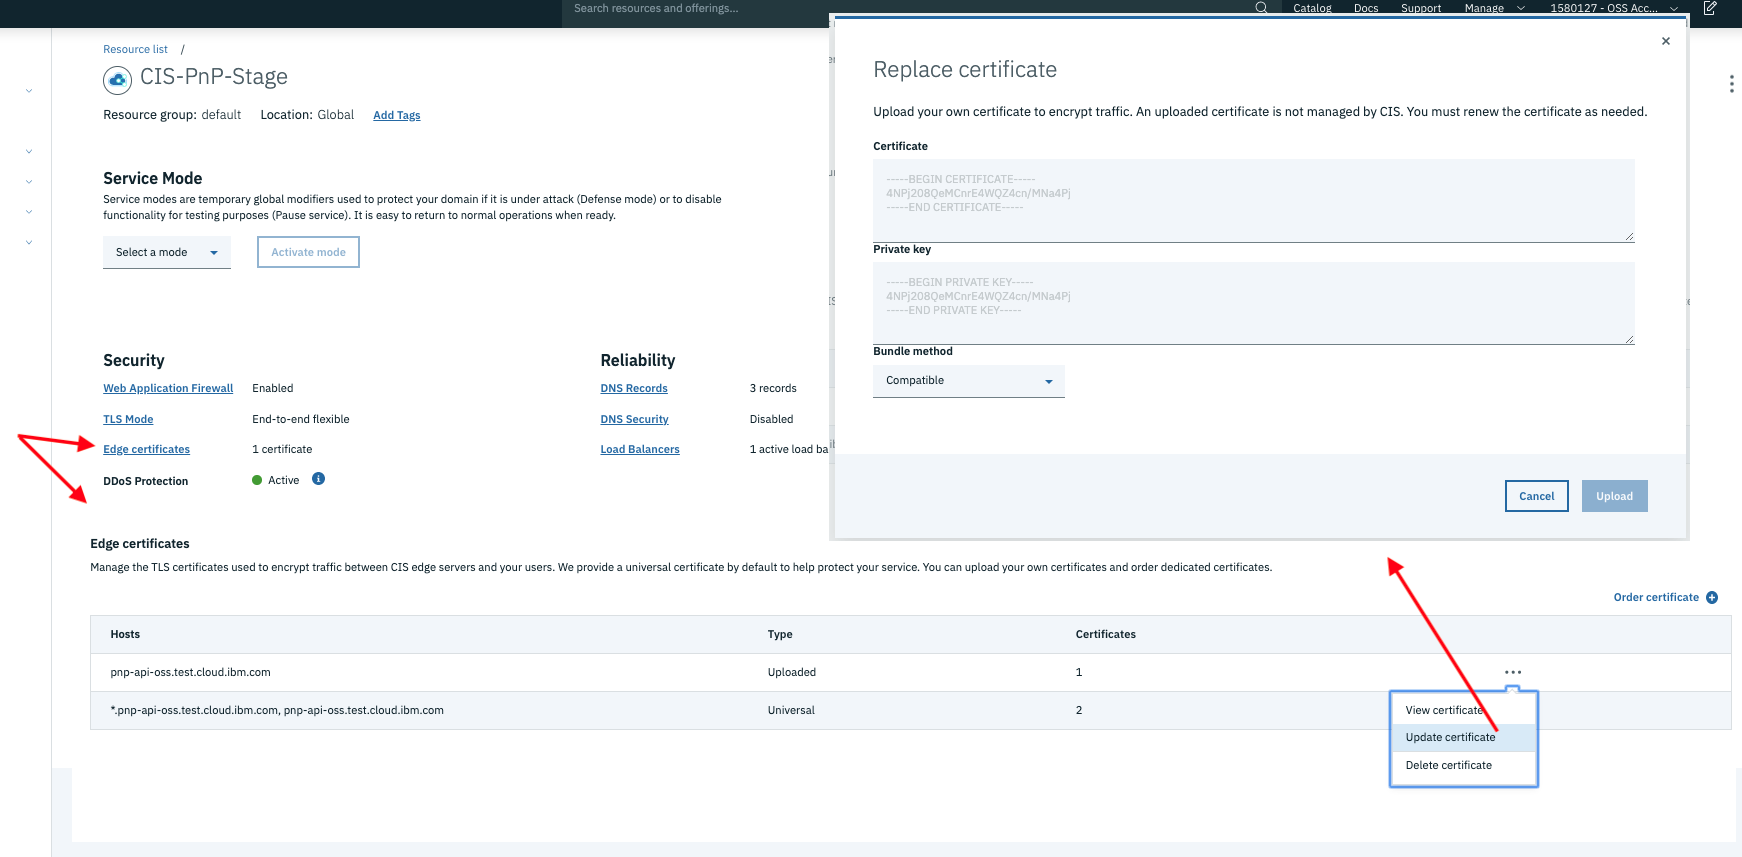 Search resources and offerings...
Catalog
Docs
Support
Manage
1580127 - OSS Acc...
Resource list /
CIS-PnP-Stage
Resource group: default Location: Global Add Tags
Service Mode
Service modes are temporary global modifiers used to protect your domain if it is under attack (Defense mode) or to disable
functionality for testing purposes (Pause service). It is easy to return to normal operations when ready.
Select a mode
Activate mode
Security
Web Application Firewall Enabled
TLS Mode End-to-end flexible
Edge certificates 1 certificate
DDoS Protection Active
Reliability
DNS Records 3 records
DNS Security Disabled
Load Balancers 1 active load ba
Replace certificate
Upload your own certificate to encrypt traffic. An uploaded certificate is not managed by CIS. You must renew the certificate as needed.
Certificate
-----BEGIN CERTIFICATE-----
4NPj208QeMCnrE4WQZ4cn/MNa4Pj
-----END CERTIFICATE-----
Private key
-----BEGIN PRIVATE KEY-----
4NPj208QeMCnrE4WQZ4cn/MNa4Pj
-----END PRIVATE KEY-----
Bundle method
Compatible
Cancel
Upload
Edge certificates
Manage the TLS certificates used to encrypt traffic between CIS edge servers and your users. We provide a universal certificate by default to help protect your service. You can upload your own certificates and order dedicated certificates.
Order certificate
Hosts Type Certificates
pnp-api-oss.test.cloud.ibm.com Uploaded 1
*.pnp-api-oss.test.cloud.ibm.com, pnp-api-oss.test.cloud.ibm.com Universal 2
View certificate
Update certificate
Delete certificate